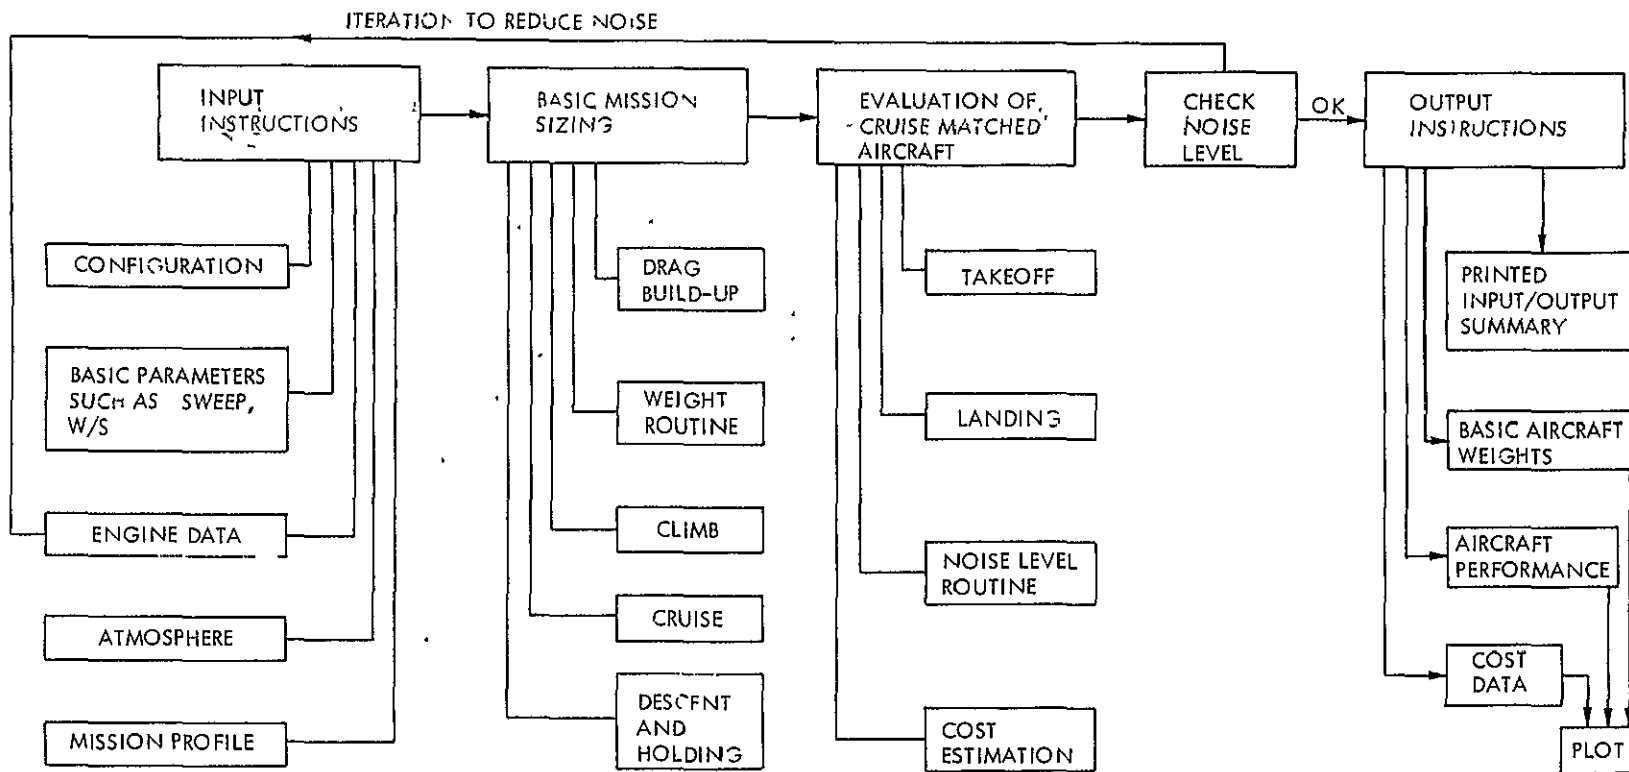 ITERATION TO REDUCE NOISE
INPUT
INSTRUCTIONS
BASIC MISSION
SIZING
EVALUATION OF
CRUISE MATCHED
AIRCRAFT
CHECK
NOISE
LEVEL
OK
OUTPUT
INSTRUCTIONS
CONFIGURATION
BASIC PARAMETERS
SUCH AS SWEEP,
W/S
ENGINE DATA
ATMOSPHERE
MISSION PROFILE
DRAG
BUILD-UP
WEIGHT
ROUTINE
CLIMB
CRUISE
DESCENT
AND
HOLDING
TAKEOFF
LANDING
NOISE LEVEL
ROUTINE
COST
ESTIMATION
PRINTED
INPUT/OUTPUT
SUMMARY
BASIC AIRCRAFT
WEIGHTS
AIRCRAFT
PERFORMANCE
COST
DATA
PLOT